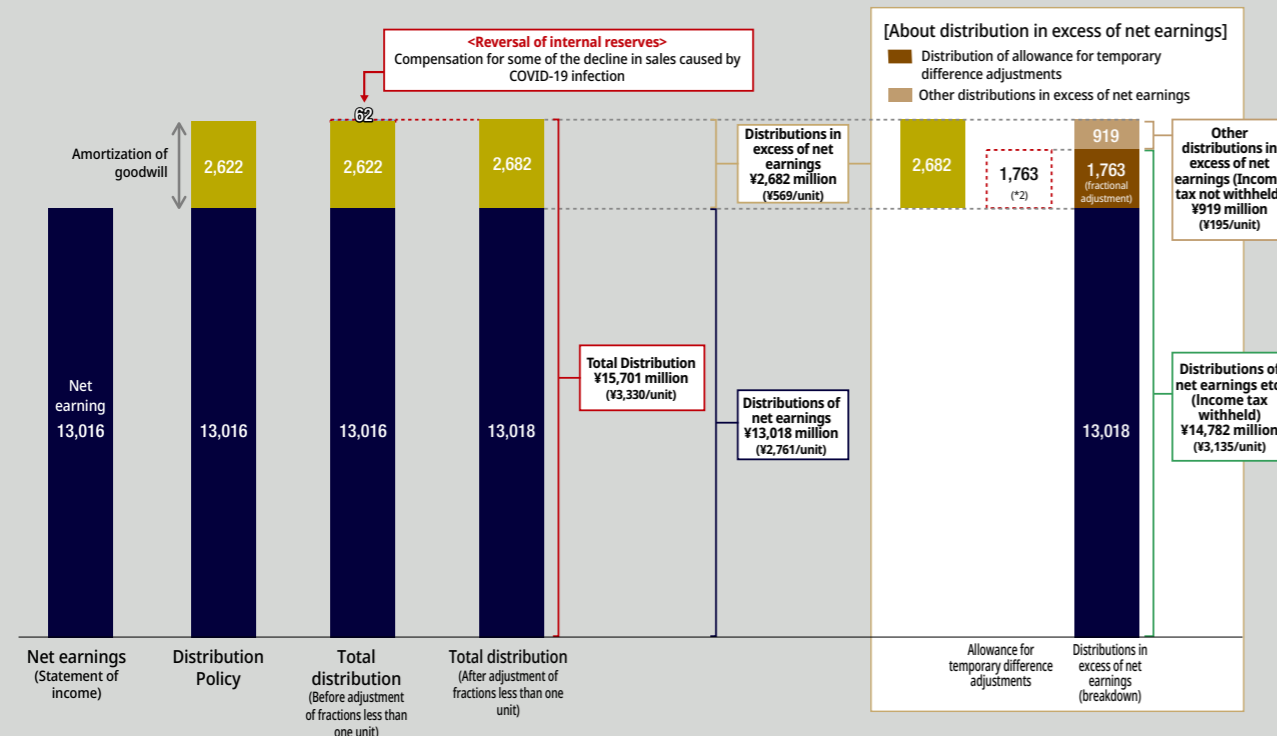 <Reversal of internal reserves>
Compensation for some of the decline in sales caused by
COVID-19 infection
[About distribution in excess of net earnings]
Distribution of allowance for temporary
difference adjustments
Other distributions in excess of net earnings
62
Amortization of
goodwill
2,622
2,622
2,682
Distributions in
excess of net
earnings
¥2,682 million
(¥569/unit)
2,682
1,763
(*2)
919
1,763
(fractional
adjustment)
Other
distributions in
excess of net
earnings (Income
tax not withheld)
¥919 million
(¥195/unit)
Net
earning
13,016
13,016
13,016
13,018
Total Distribution
¥15,701 million
(¥3,330/unit)
Distributions of
net earnings
¥13,018 million
(¥2,761/unit)
13,018
Distributions of
net earnings etc
(Income tax
withheld)
¥14,782 million
(¥3,135/unit)
Net earnings
(Statement of
income)
Distribution
Policy
Total
distribution
(Before adjustment
of fractions less than
one unit)
Total distribution
(After adjustment of
fractions less than one
unit)
Allowance for
temporary difference
adjustments
Distributions in
excess of net
earnings
(breakdown)